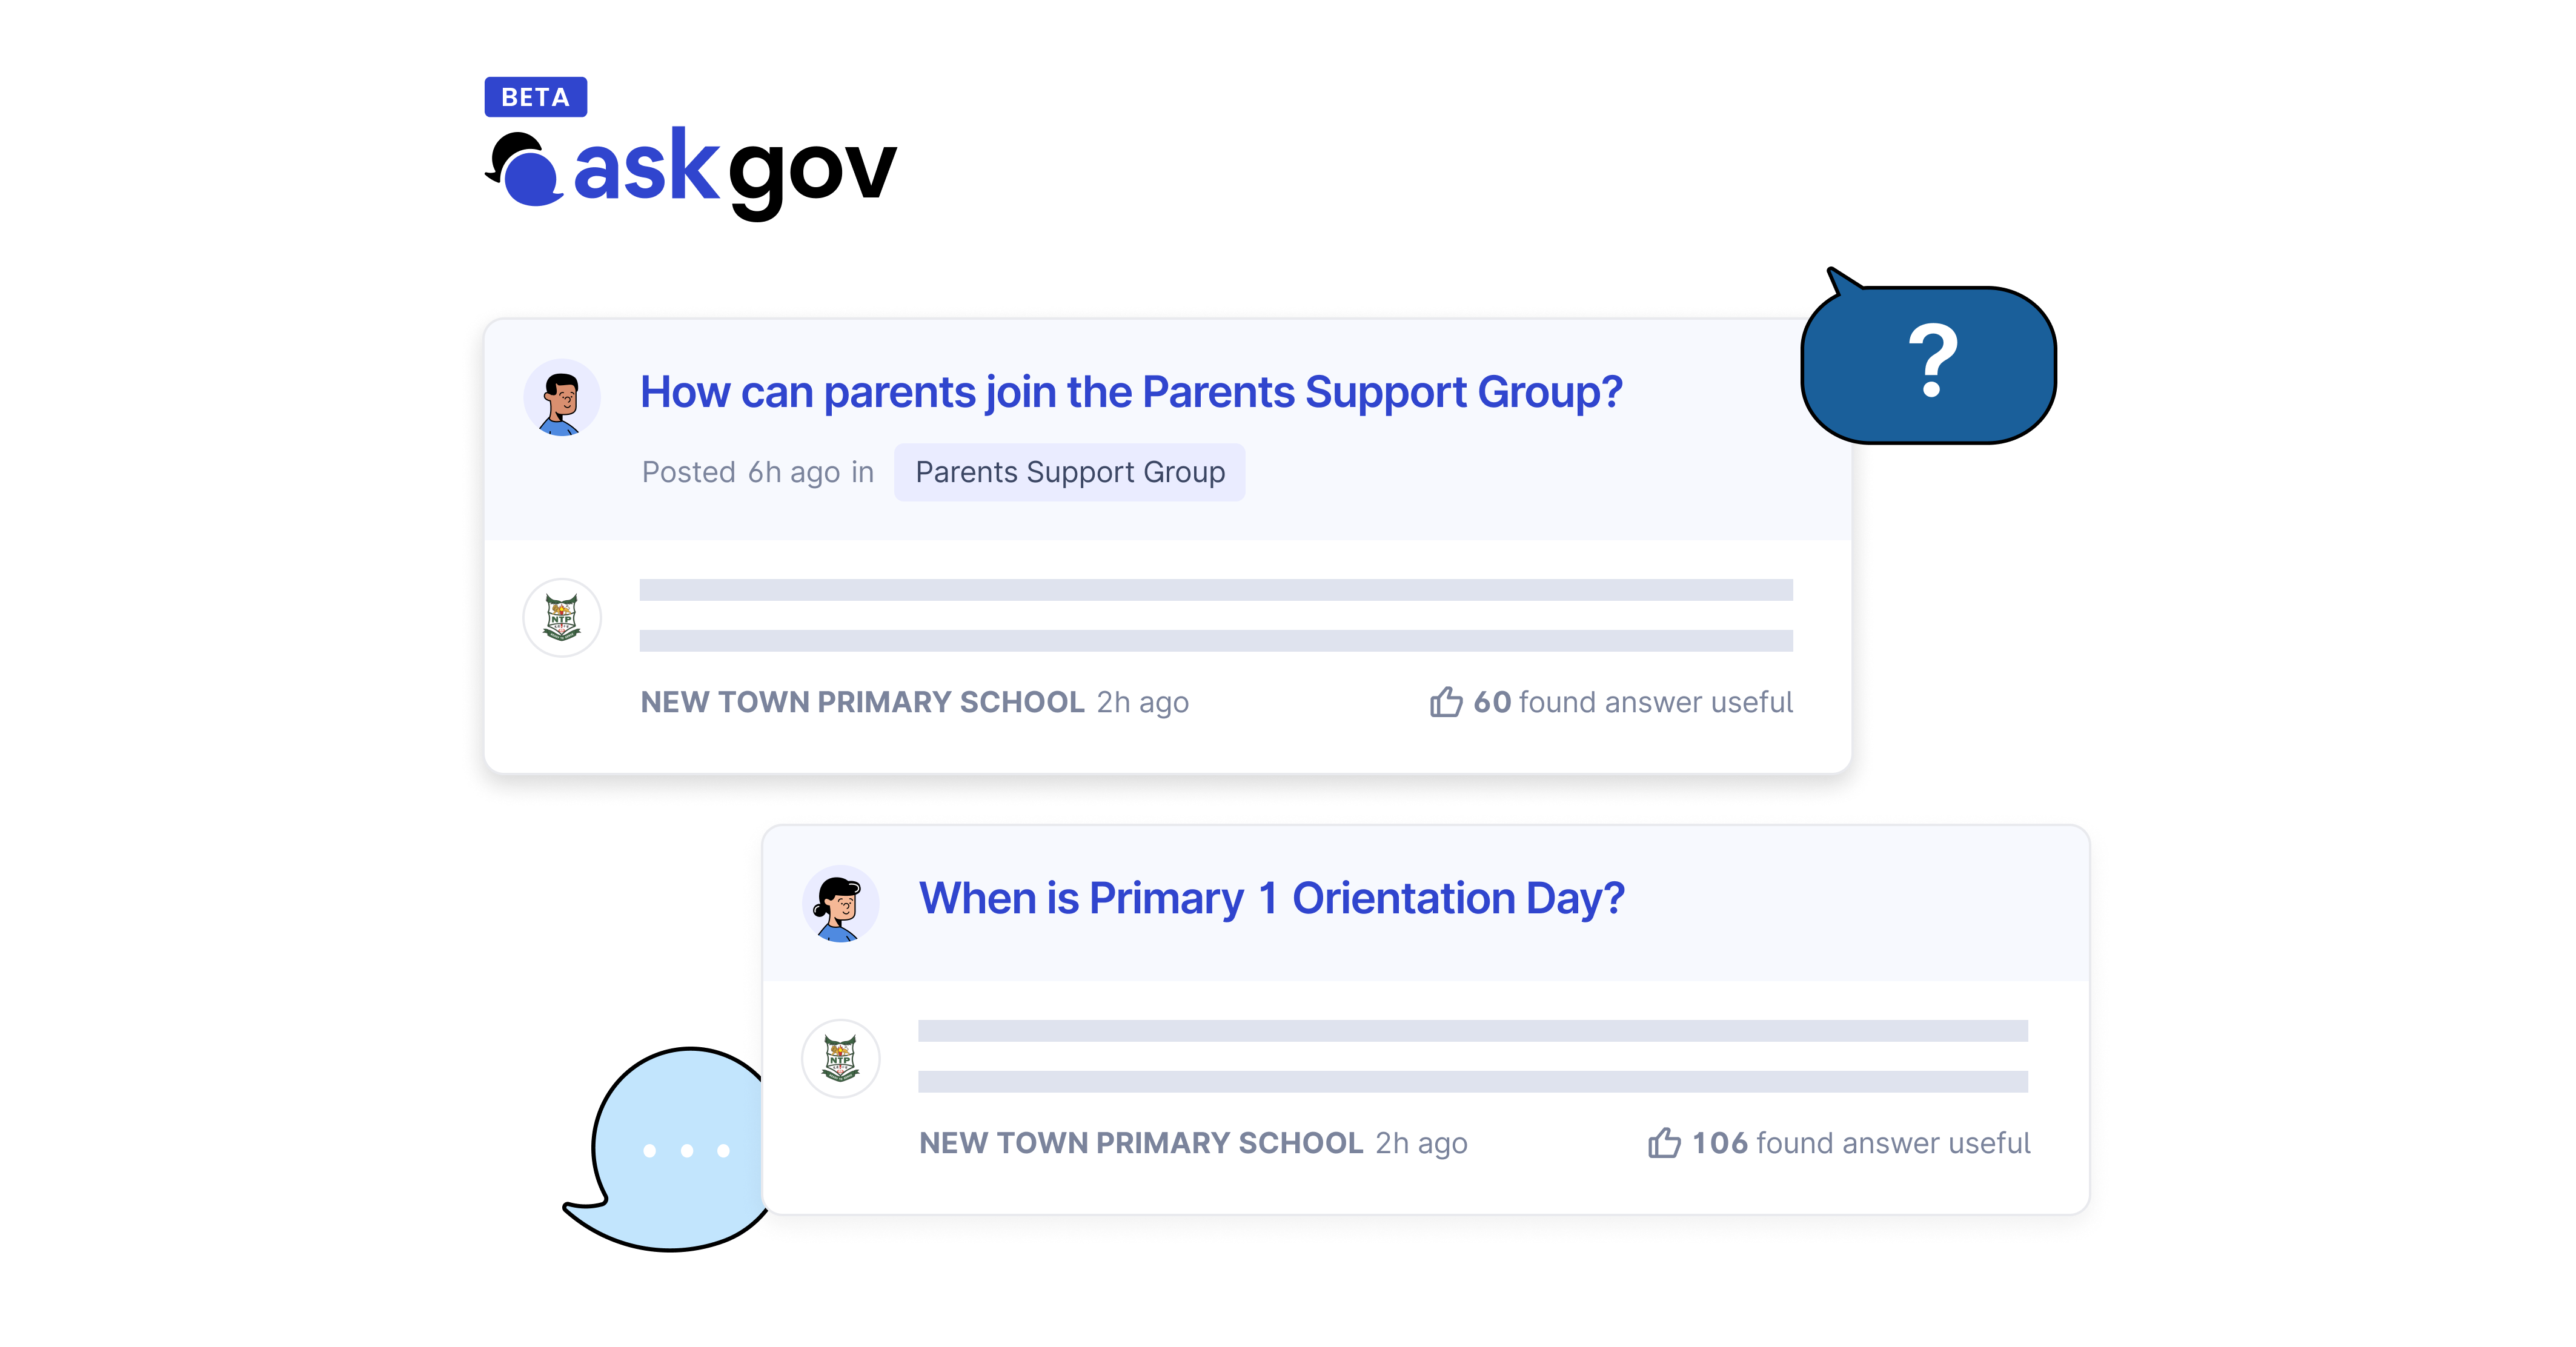 BETA
askgov
?
How can parents join the Parents Support Group?
Posted 6h ago in Parents Support Group
NTP
NEW TOWN PRIMARY SCHOOL 2h ago 60 found answer useful
When is Primary 1 Orientation Day?
NTP
NEW TOWN PRIMARY SCHOOL 2h ago 106 found answer useful